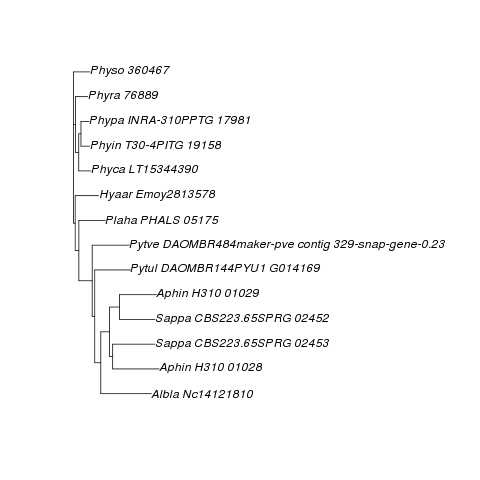 Physo 360467
Phyra 76889
Phypa INRA-310PPTG 17981
Phyin T30-4PITG 19158
Phyca LT15344390
Hyaar Emoy2813578
Plaha PHALS 05175
Pytve DAOMBR484maker-pve contig 329-snap-gene-0.23
Pytul DAOMBR144PYU1 G014169
Aphin H310 01029
Sappa CBS223.65SPRG 02452
Sappa CBS223.65SPRG 02453
Aphin H310 01028
Albla Nc14121810